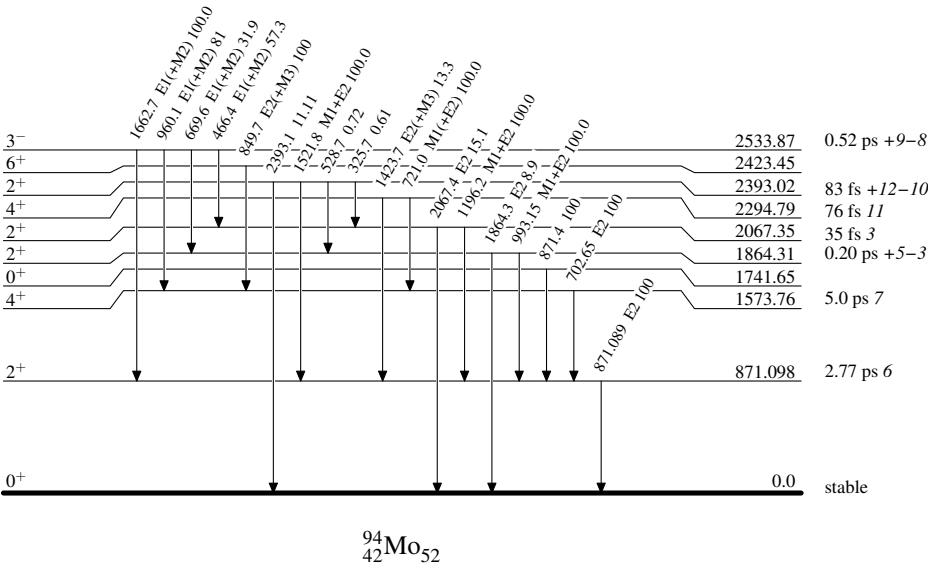 1662.7 E1(+M2) 100.0
960.1 E1(+M2) 81
669.6 E1(+M2) 31.9
466.4 E1(+M2) 57.3
849.7 E2(+M3) 100
2393.1 11.11
1521.8 M1+E2 100.0
528.7 0.72
325.7 0.61
1423.7 E2(+M3) 13.3
721.0 M1(+E2) 100.0
2067.4 E2 15.1
1196.2 M1+E2 100.0
1864.3 E2 8.9
993.15 M1+E2 100.0
871.4 100
702.65 E2 100
871.089 E2 100
3⁻ 2533.87 0.52 ps +9−8
6⁺ 2423.45
2⁺ 2393.02 83 fs +12−10
4⁺ 2294.79 76 fs 11
2⁺ 2067.35 35 fs 3
2⁺ 1864.31 0.20 ps +5−3
0⁺ 1741.65
4⁺ 1573.76 5.0 ps 7
2⁺ 871.098 2.77 ps 6
0⁺ 0.0 stable
⁹⁴₄₂Mo₅₂